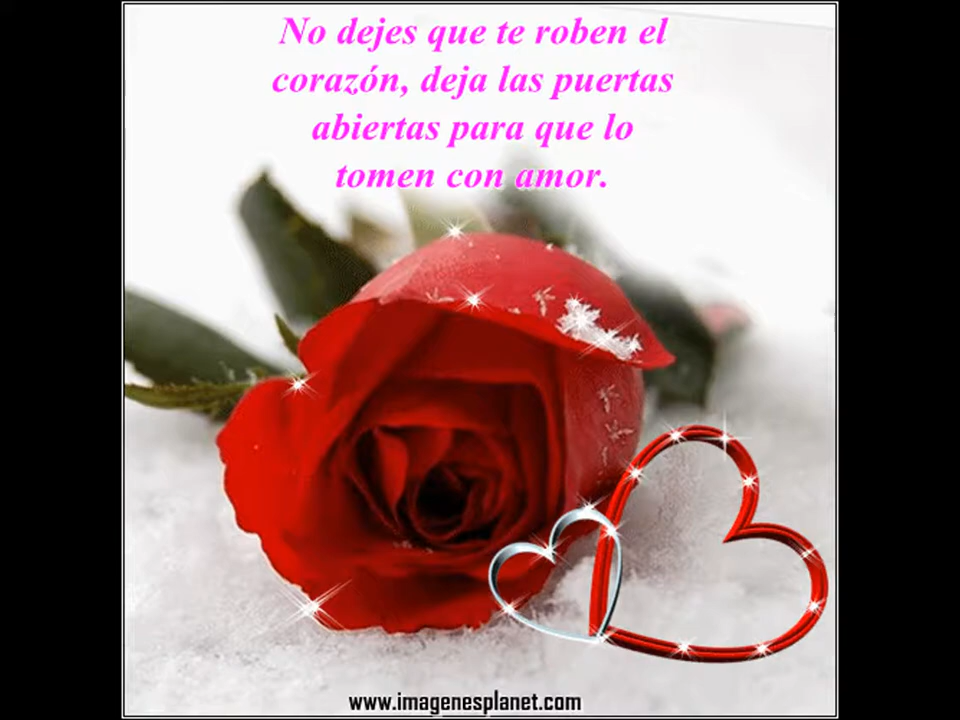 No dejes que te roben el
corazón, deja las puertas
abiertas para que lo
tomen con amor.
www.imagenesplanet.com